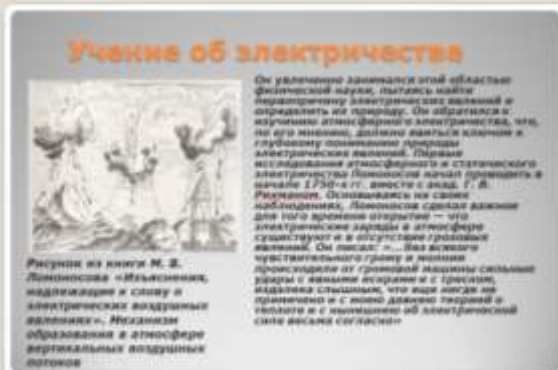 Учение об электричестве
Он увлеченно занимался этой областью
физической науки, пытаясь найти
первопричину электрических явлений и
определить их природу. Он обратился к
изучению атмосферного электричества, что,
по его мнению, должно явиться ключом к
глубокому пониманию природы
электрических явлений. Первые
исследования атмосферного и статического
электричества Ломоносов начал проводить в
начале 1750-х гг. вместе с акад. Г. В.
Рихманом. Основываясь на своих
наблюдениях, Ломоносов сделал важное
для того времени открытие — что
электрические заряды в атмосфере
существуют и в отсутствие грозовых
явлений. Он писал: «...без всякого
чувствительного грому и молнии
происходили от громовой машины сильные
удары с явными искрами и с треском,
издалека слышным, что еще нигде не
примечено и с моею давнею теориею о
теплоте и с нынешнею об электрической
силе весьма согласно»
Рисунок из книги М. В.
Ломоносова «Изъяснения,
надлежащие к слову о
электрических воздушных
явлениях». Механизм
образования в атмосфере
вертикальных воздушных
потоков